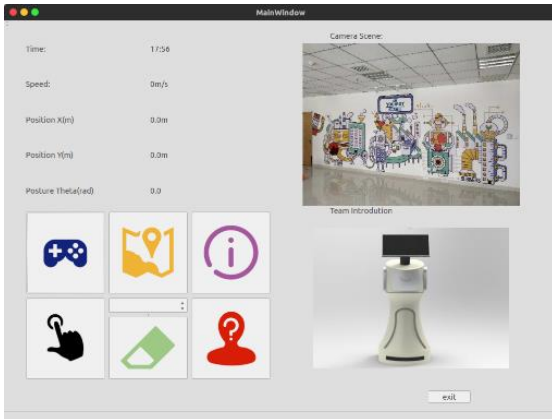 MainWindow
Time: 17:56
Speed: 0m/s
Position X(m) 0.0m
Position Y(m) 0.0m
Posture Theta(rad) 0.0
Camera Scene:
Team Introdution
exit